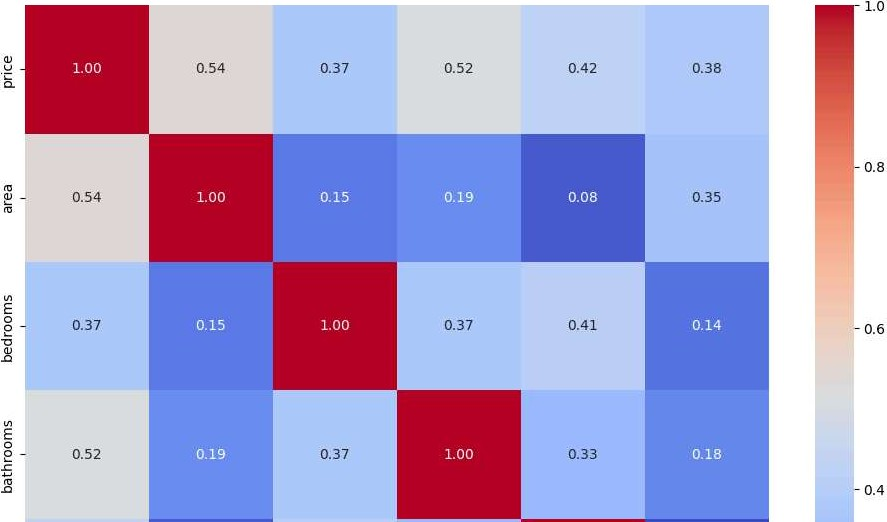 price 1.00 0.54 0.37 0.52 0.42 0.38
area 0.54 1.00 0.15 0.19 0.08 0.35
bedrooms 0.37 0.15 1.00 0.37 0.41 0.14
bathrooms 0.52 0.19 0.37 1.00 0.33 0.18
1.0
0.8
0.6
0.4